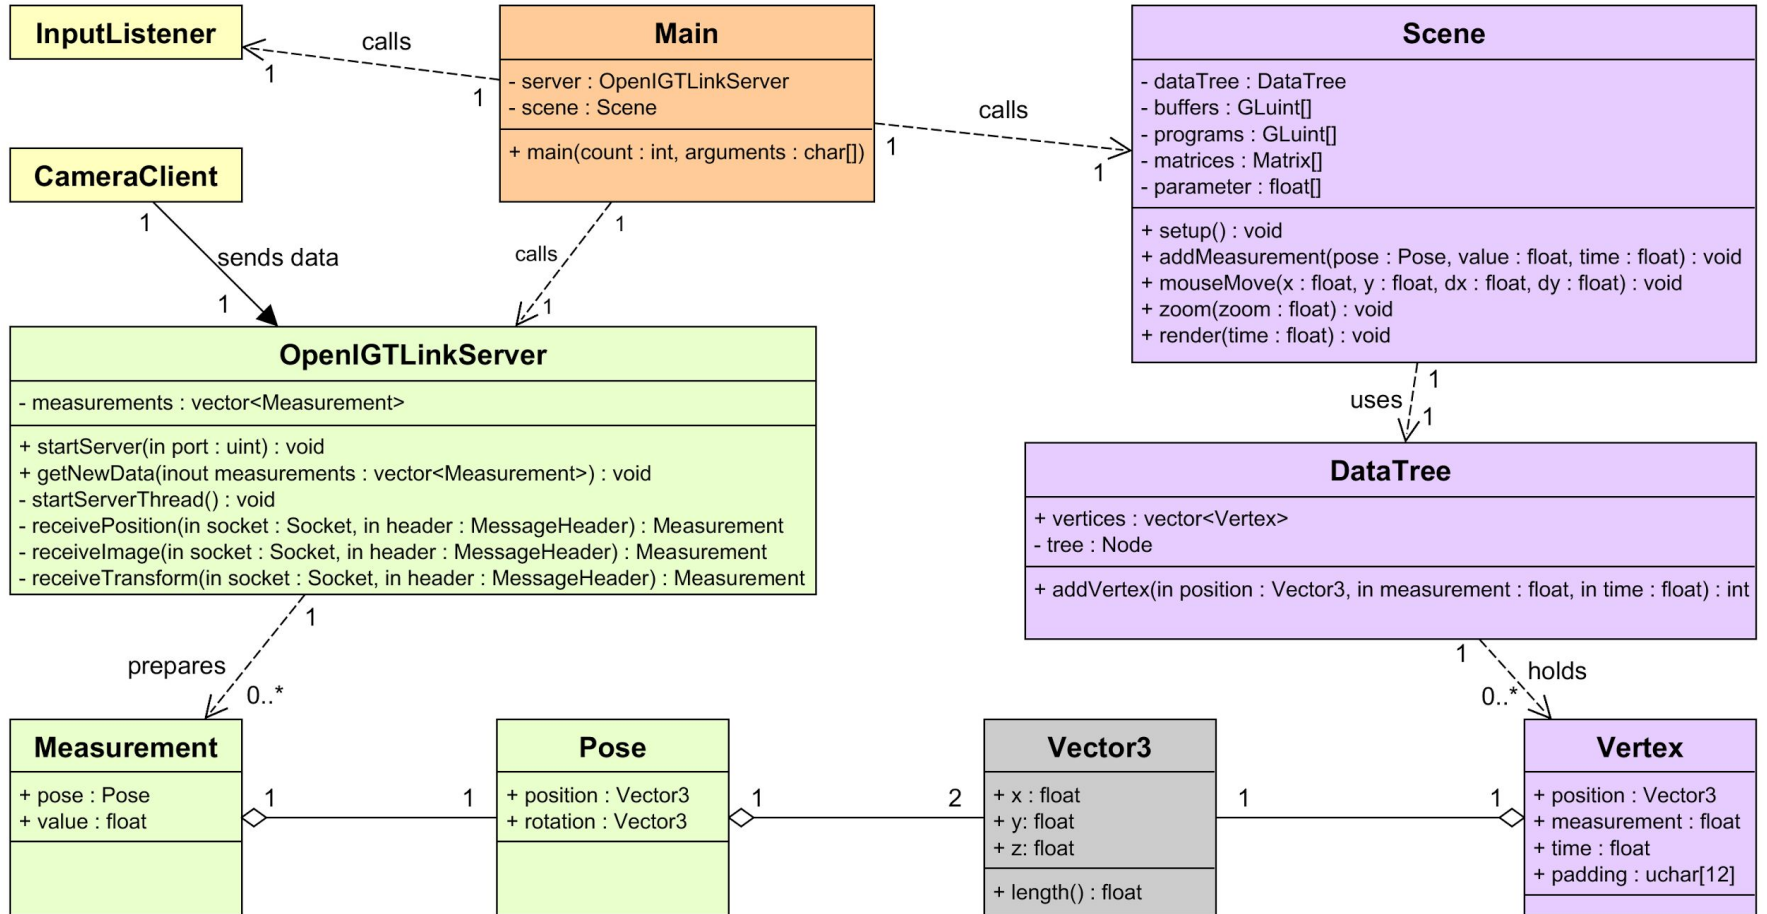 InputListener
calls
1
1
Main
- server : OpenIGTLinkServer
- scene : Scene
+ main(count : int, arguments : char[])
calls
1
1
Scene
- dataTree : DataTree
- buffers : GLuint[]
- programs : GLuint[]
- matrices : Matrix[]
- parameter : float[]
+ setup() : void
+ addMeasurement(pose : Pose, value : float, time : float) : void
+ mouseMove(x : float, y : float, dx : float, dy : float) : void
+ zoom(zoom : float) : void
+ render(time : float) : void
CameraClient
1
sends data
1
1
calls
1
OpenIGTLinkServer
- measurements : vector<Measurement>
+ startServer(in port : uint) : void
+ getNewData(inout measurements : vector<Measurement>) : void
- startServerThread() : void
- receivePosition(in socket : Socket, in header : MessageHeader) : Measurement
- receiveImage(in socket : Socket, in header : MessageHeader) : Measurement
- receiveTransform(in socket : Socket, in header : MessageHeader) : Measurement
1
uses
1
DataTree
+ vertices : vector<Vertex>
- tree : Node
+ addVertex(in position : Vector3, in measurement : float, in time : float) : int
1
prepares
0..*
1
holds
0..*
Measurement
+ pose : Pose
+ value : float
1
1
Pose
+ position : Vector3
+ rotation : Vector3
1
2
Vector3
+ x : float
+ y: float
+ z: float
+ length() : float
1
1
Vertex
+ position : Vector3
+ measurement : float
+ time : float
+ padding : uchar[12]